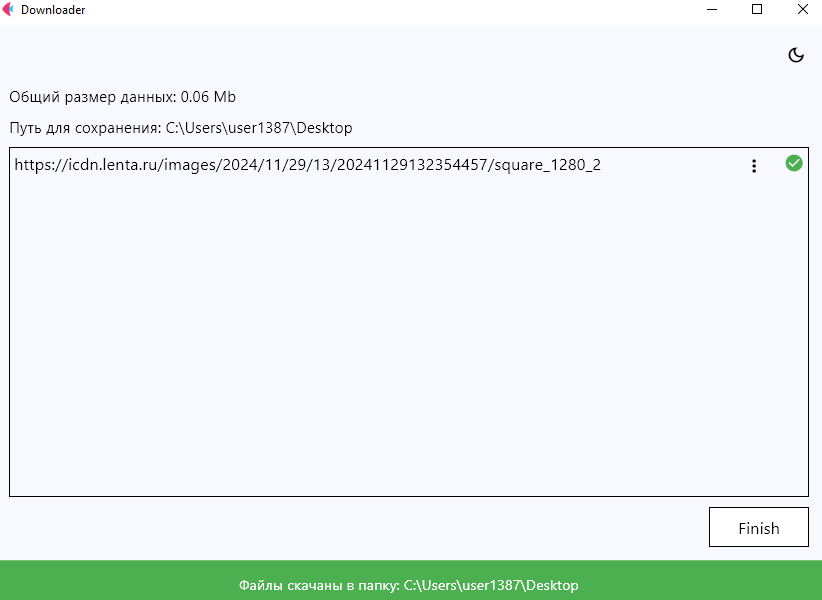 Downloader
Общий размер данных: 0.06 Mb
Путь для сохранения: C:\Users\user1387\Desktop
https://icdn.lenta.ru/images/2024/11/29/13/20241129132354457/square_1280_2
Finish
Файлы скачаны в папку: C:\Users\user1387\Desktop